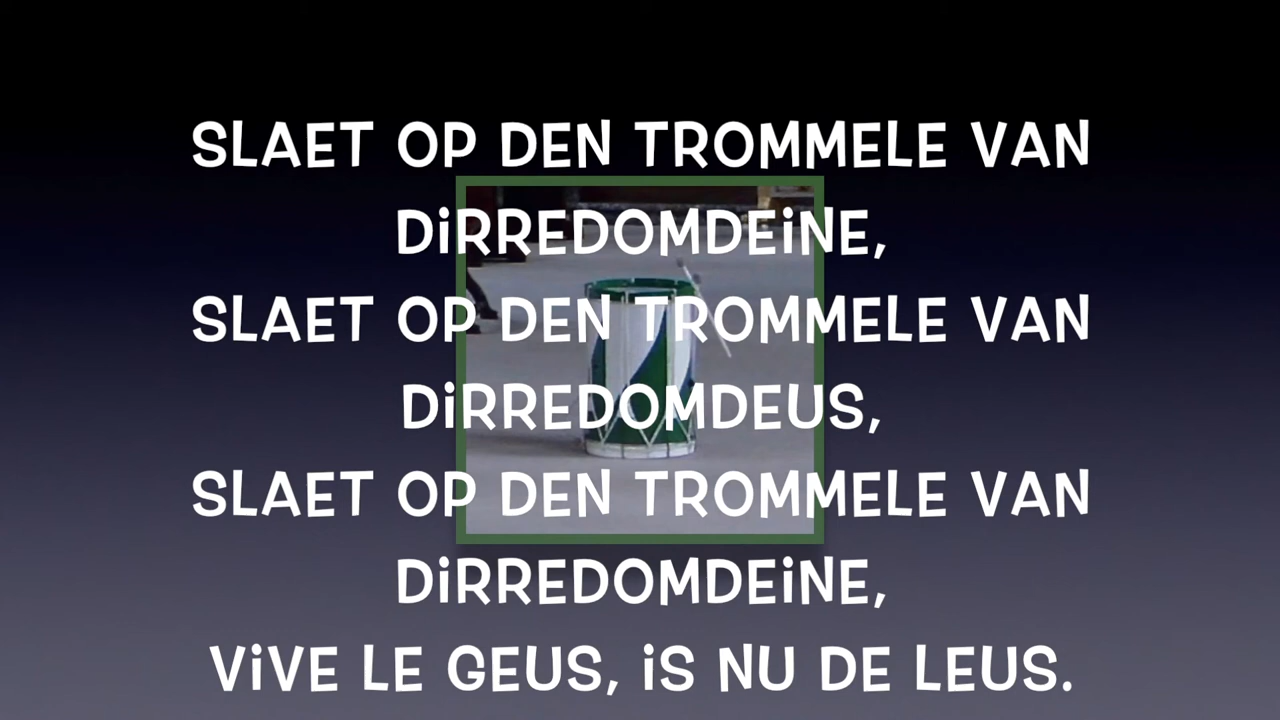 SLAET OP DEN TROMMELE VAN
DiRREDOMDEiNE,
SLAET OP DEN TROMMELE VAN
DiRREDOMDEUS,
SLAET OP DEN TROMMELE VAN
DiRREDOMDEiNE,
ViVE LE GEUS, iS NU DE LEUS.